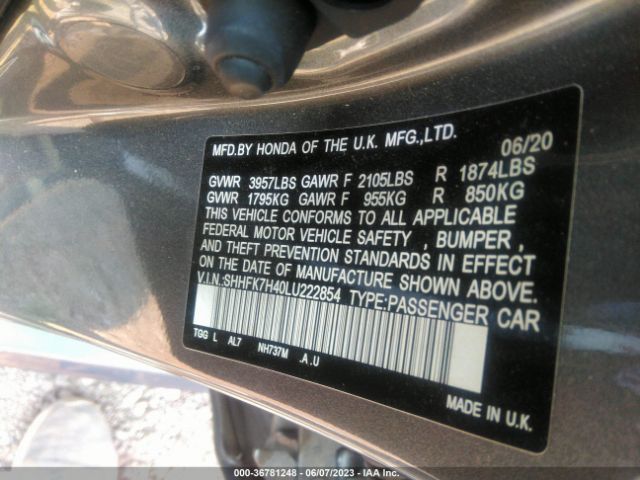 MFD.BY HONDA OF THE U.K. MFG.,LTD. 06/20
GVWR 3957LBS GAWR F 2105LBS R 1874LBS
GVWR 1795KG GAWR F 955KG R 850KG
THIS VEHICLE CONFORMS TO ALL APPLICABLE
FEDERAL MOTOR VEHICLE SAFETY , BUMPER ,
AND THEFT PREVENTION STANDARDS IN EFFECT
ON THE DATE OF MANUFACTURE SHOWN ABOVE.
V.I.N.:SHHFK7H40LU222854 TYPE:PASSENGER CAR
TGG L AL7 NH737M .A.U
MADE IN U.K.
000-36781248 - 06/07/2023 - IAA Inc.